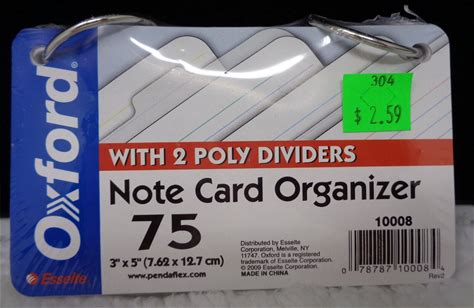 Oxford
304
$ 2.59
WITH 2 POLY DIVIDERS
Note Card Organizer
75
3" x 5" (7.62 x 12.7 cm)
www.pendaflex.com
Esselte
Distributed by Esselte
Corporation, Melville, NY
11747. Oxford is a registered
trademark of Esselte Corporation.
© 2009 Esselte Corporation.
MADE IN CHINA
10008
0 78787 10008 4
Rev2